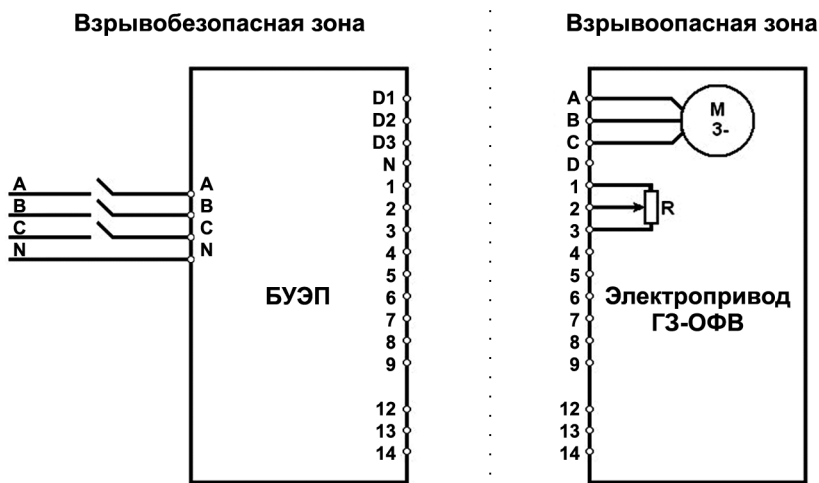 Взрывобезопасная зона
Взрывоопасная зона
A
B
C
N
A
B
C
N
БУЭП
D1
D2
D3
N
1
2
3
4
5
6
7
8
9
12
13
14
A
B
C
D
1
2
3
4
5
6
7
8
9
12
13
14
М
3-
R
Электропривод
ГЗ-ОФВ